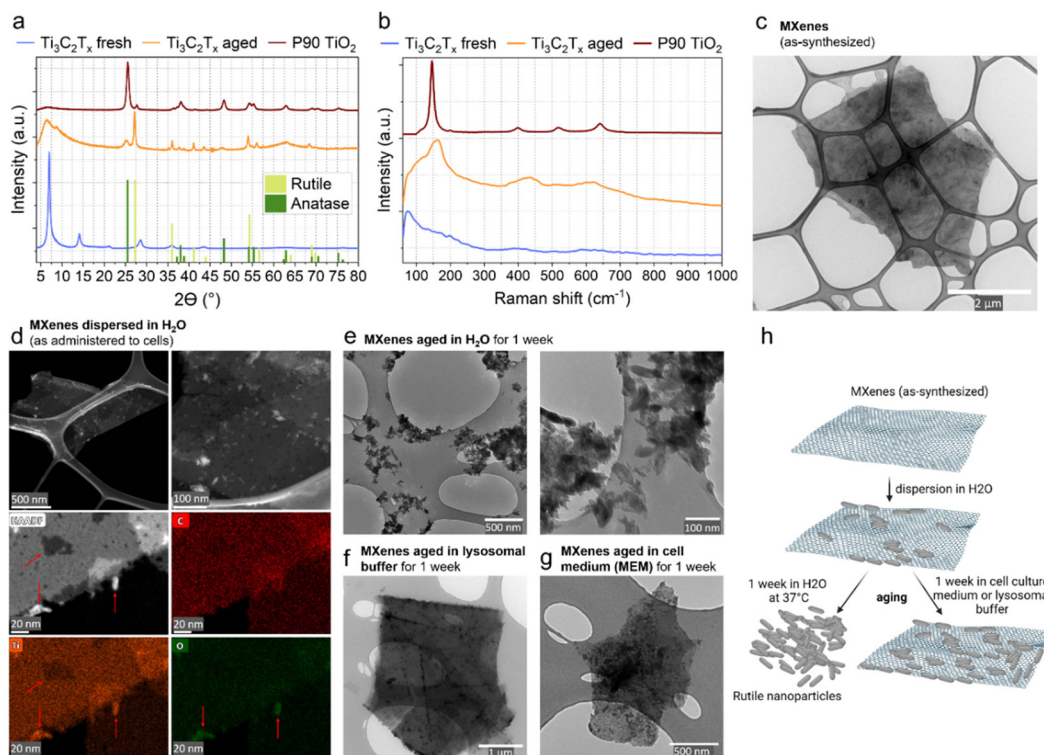 a
Ti₃C₂Tₓ fresh Ti₃C₂Tₓ aged P90 TiO₂
Intensity (a.u.)
Rutile
Anatase
5 10 15 20 25 30 35 40 45 50 55 60 65 70 75 80
2Θ (°)
b
Ti₃C₂Tₓ fresh Ti₃C₂Tₓ aged P90 TiO₂
Intensity (a.u.)
100 200 300 400 500 600 700 800 900 1000
Raman shift (cm⁻¹)
c MXenes
(as-synthesized)
2 µm
d MXenes dispersed in H₂O
(as administered to cells)
500 nm
100 nm
HAADF
20 nm
C
20 nm
Ti
20 nm
O
20 nm
e MXenes aged in H₂O for 1 week
500 nm
100 nm
f MXenes aged in lysosomal
buffer for 1 week
1 µm
g MXenes aged in cell
medium (MEM) for 1 week
500 nm
h
MXenes (as-synthesized)
dispersion in H2O
1 week in H2O
at 37°C
aging
1 week in cell culture
medium or lysosomal
buffer
Rutile nanoparticles